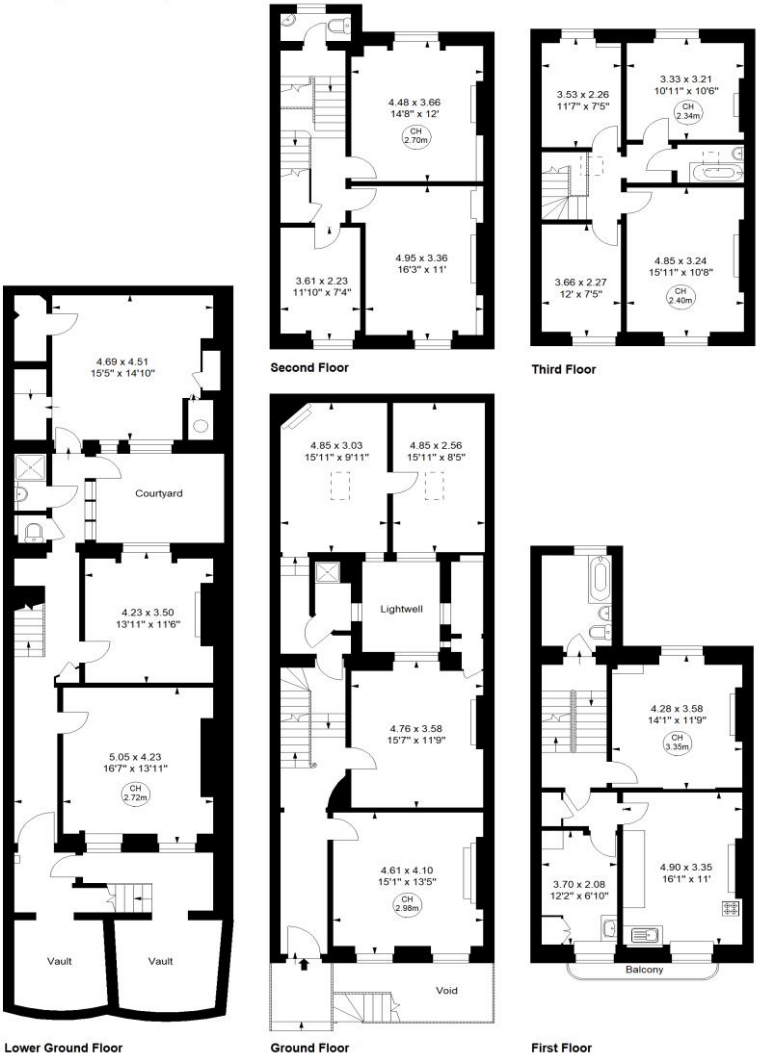 4.48 x 3.66
14'8" x 12'
CH
2.70m
4.95 x 3.36
16'3" x 11'
3.61 x 2.23
11'10" x 7'4"
Second Floor
3.53 x 2.26
11'7" x 7'5"
3.33 x 3.21
10'11" x 10'6"
CH
2.34m
4.85 x 3.24
15'11" x 10'8"
CH
2.40m
3.66 x 2.27
12' x 7'5"
Third Floor
4.69 x 4.51
15'5" x 14'10"
Courtyard
4.23 x 3.50
13'11" x 11'6"
5.05 x 4.23
16'7" x 13'11"
CH
2.72m
Vault
Vault
Lower Ground Floor
4.85 x 3.03
15'11" x 9'11"
4.85 x 2.56
15'11" x 8'5"
Lightwell
4.76 x 3.58
15'7" x 11'9"
4.61 x 4.10
15'1" x 13'5"
CH
2.98m
Void
Ground Floor
4.28 x 3.58
14'1" x 11'9"
CH
3.35m
4.90 x 3.35
16'1" x 11'
3.70 x 2.08
12'2" x 6'10"
Balcony
First Floor